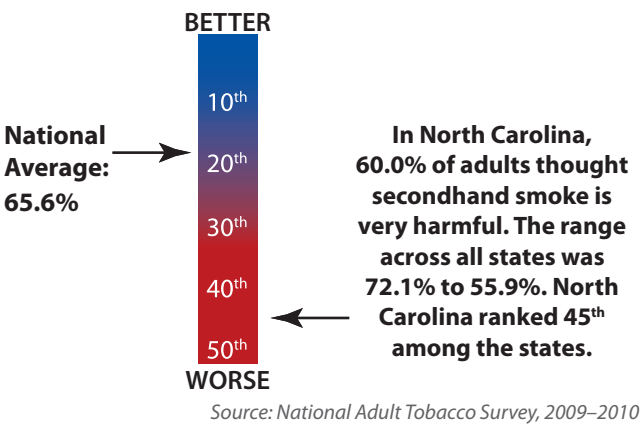 BETTER
10th
20th
30th
40th
50th
WORSE
National
Average:
65.6%
In North Carolina,
60.0% of adults thought
secondhand smoke is
very harmful. The range
across all states was
72.1% to 55.9%. North
Carolina ranked 45th
among the states.
Source: National Adult Tobacco Survey, 2009–2010